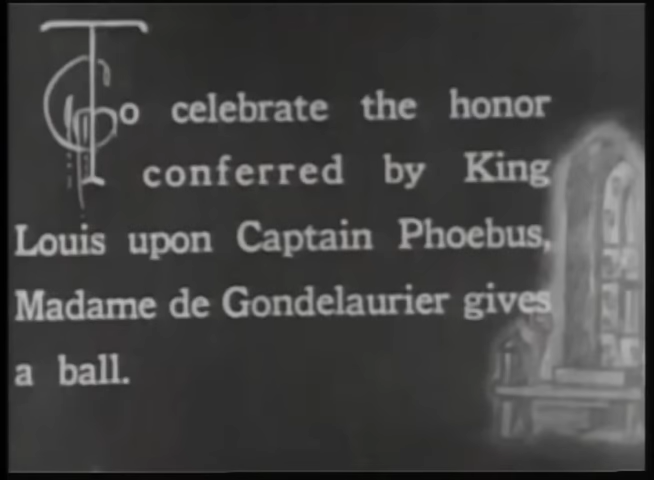 To celebrate the honor
conferred by King
Louis upon Captain Phoebus,
Madame de Gondelaurier gives
a ball.